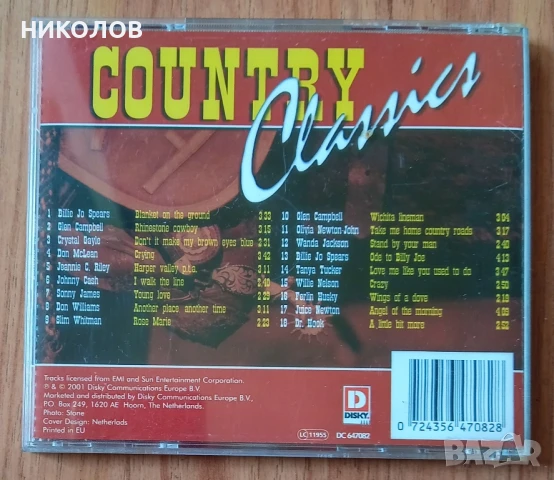 НИКОЛОВ
COUNTRY
Classics
1 Billie Jo Spears Blanket on the ground 3:33
2 Glen Campbell Rhinestone cowboy 3:15
3 Crystal Gayle Don't it make my brown eyes blue 2:31
4 Don McLean Crying 3:42
5 Jeannie C. Riley Harper valley p.t.a. 3:11
6 Johnny Cash I walk the line 2:40
7 Sonny James Young love 2:29
8 Don Williams Another place another time 3:11
9 Slim Whitman Rose Marie 2:23
10 Glen Campbell Wichita lineman 3:04
11 Olivia Newton-John Take me home country roads 3:17
12 Wanda Jackson Stand by your man 2:40
13 Billie Jo Spears Ode to Billy Joe 4:13
14 Tanya Tucker Love me like you used to do 3:47
15 Willie Nelson Crazy 2:50
16 Ferlin Husky Wings of a dove 2:18
17 Juice Newton Angel of the morning 4:09
18 Dr. Hook A little bit more 2:52
Tracks licensed from EMI and Sun Entertainment Corporation.
℗ & © 2001 Disky Communications Europe B.V.
Marketed and distributed by Disky Communications Europe B.V.,
P.O. Box 249, 1620 AE Hoorn, The Netherlands.
Photo: Stone
Cover Design: Netherlads
Printed in EU
D
DISKY
LC 11955
DC 647082
0 724356 470828
BAZAR